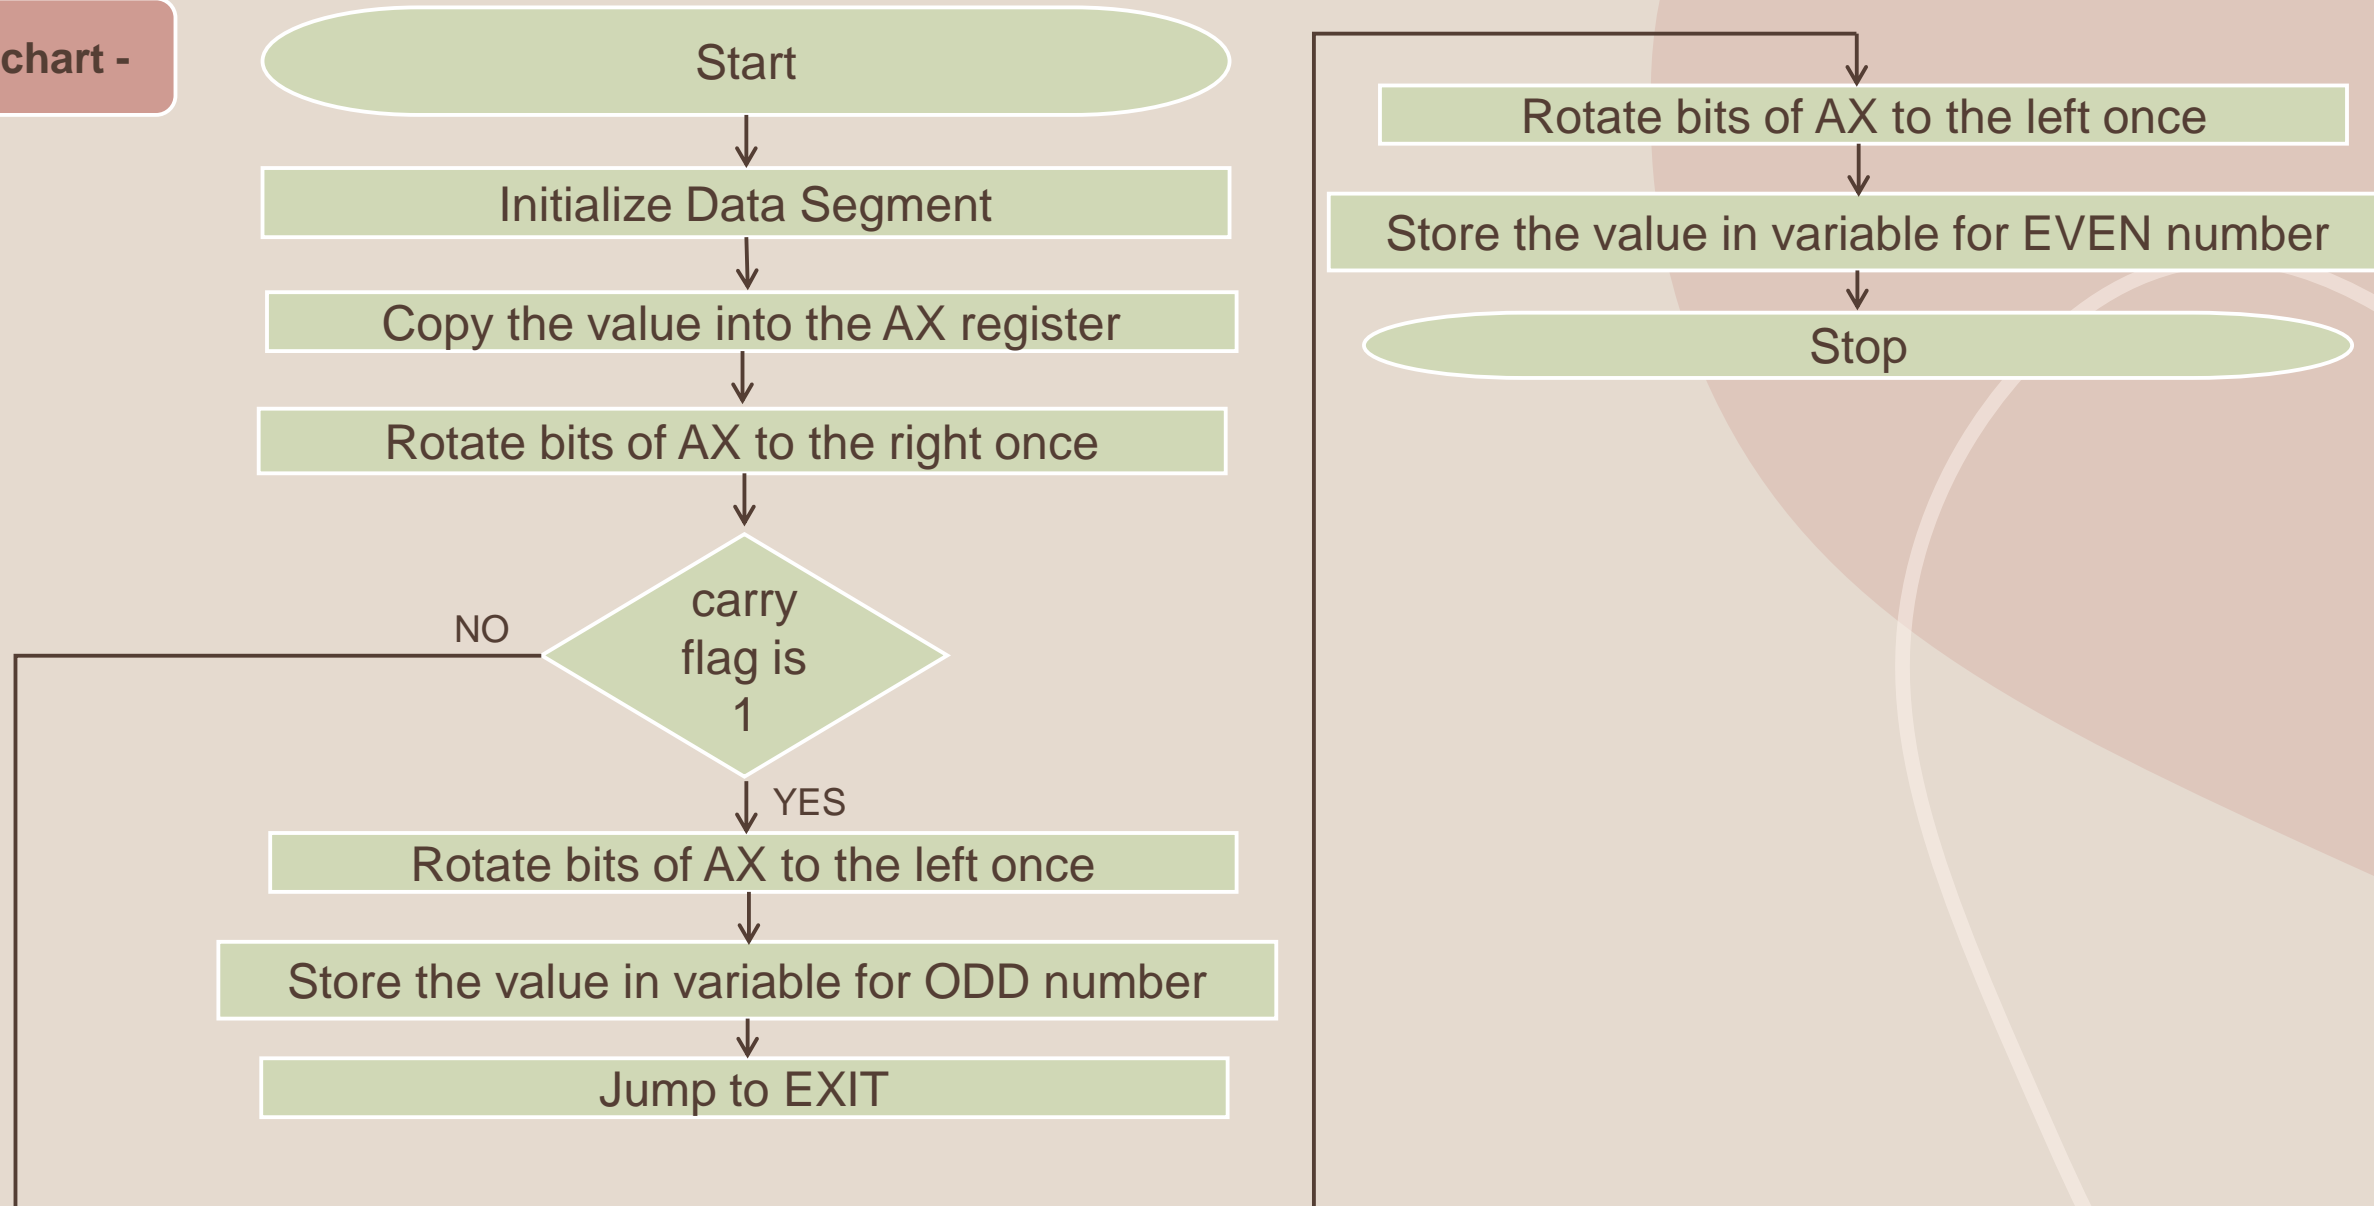 chart -
Start
Initialize Data Segment
Copy the value into the AX register
Rotate bits of AX to the right once
carry
flag is
1
NO
YES
Rotate bits of AX to the left once
Store the value in variable for ODD number
Jump to EXIT
Rotate bits of AX to the left once
Store the value in variable for EVEN number
Stop